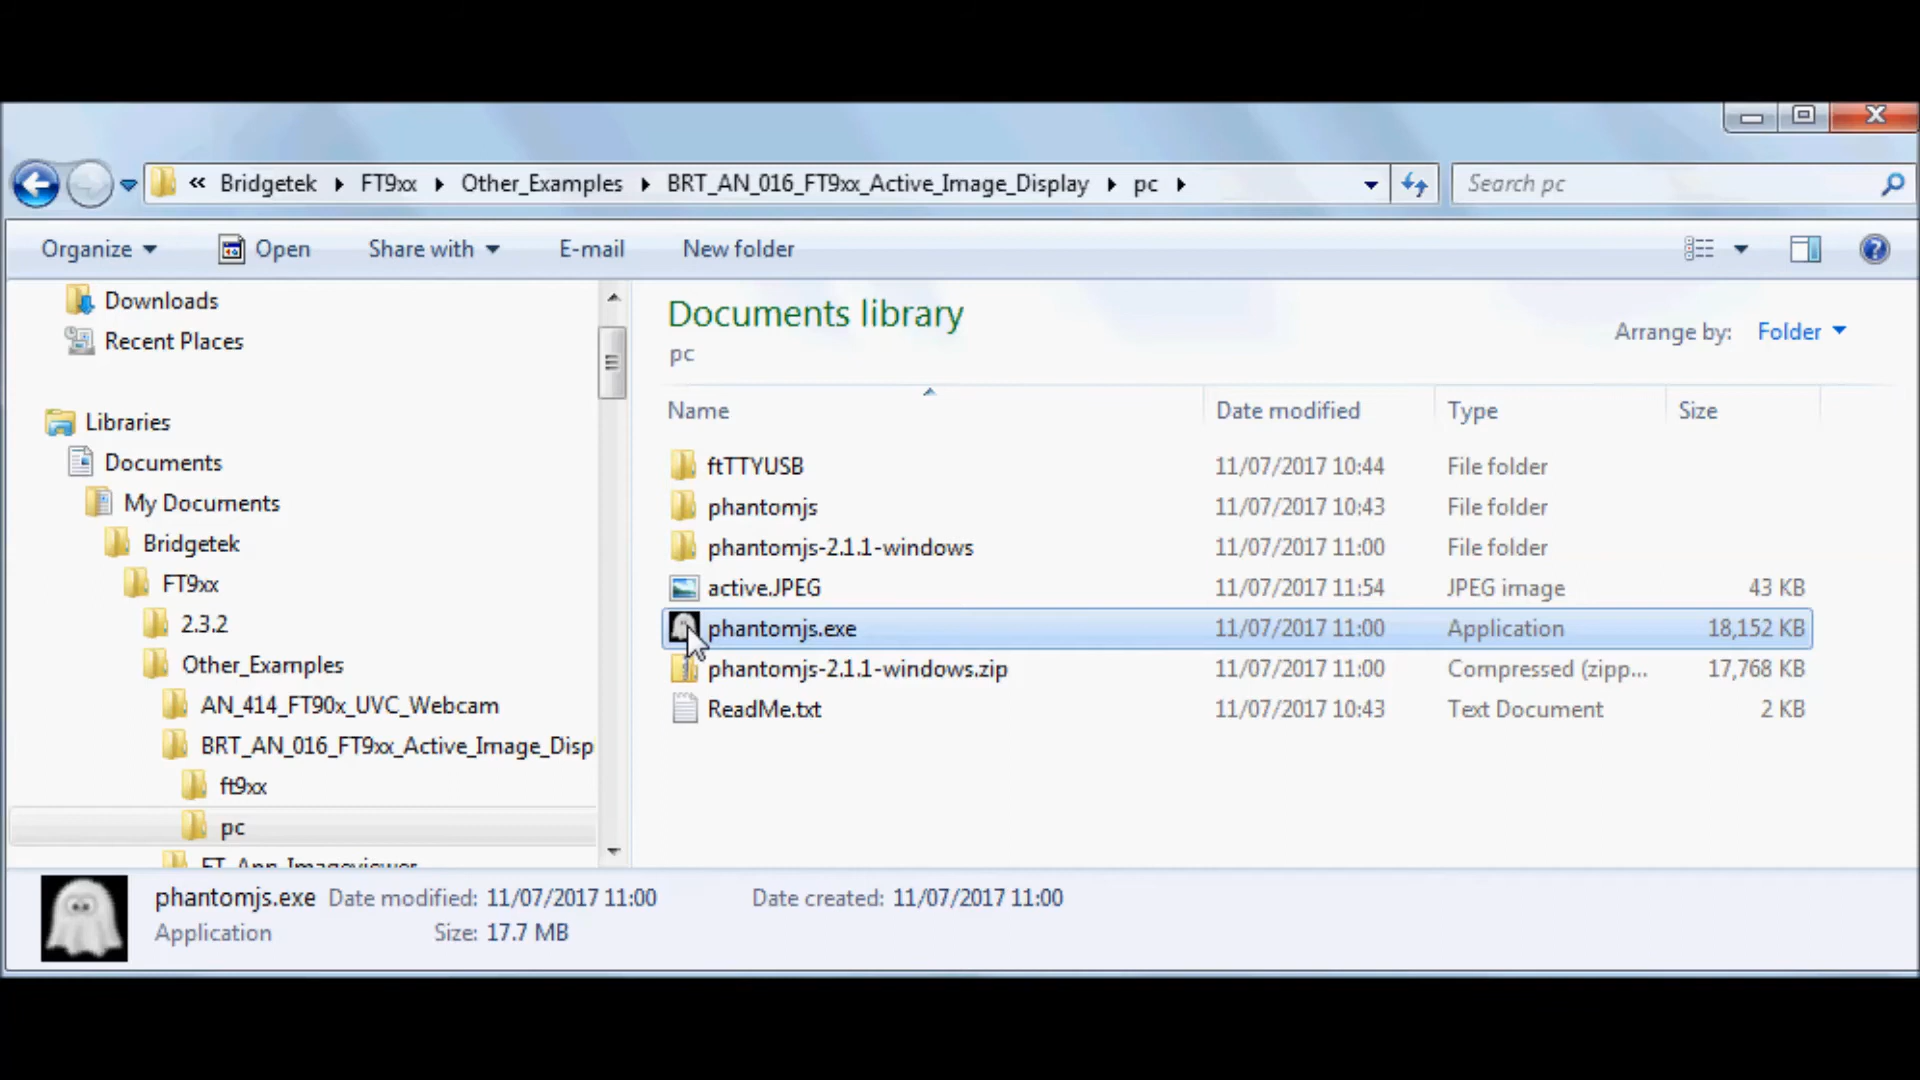 « Bridgetek ▸ FT9xx ▸ Other_Examples ▸ BRT_AN_016_FT9xx_Active_Image_Display ▸ pc ▸ Search pc
Organize Open Share with E-mail New folder
Downloads
Recent Places
Libraries
Documents
My Documents
Bridgetek
FT9xx
2.3.2
Other_Examples
AN_414_FT90x_UVC_Webcam
BRT_AN_016_FT9xx_Active_Image_Disp
ft9xx
pc
FT_App_Imageviewer
Documents library
pc
Arrange by: Folder
Name Date modified Type Size
ftTTYUSB 11/07/2017 10:44 File folder
phantomjs 11/07/2017 10:43 File folder
phantomjs-2.1.1-windows 11/07/2017 11:00 File folder
active.JPEG 11/07/2017 11:54 JPEG image 43 KB
phantomjs.exe 11/07/2017 11:00 Application 18,152 KB
phantomjs-2.1.1-windows.zip 11/07/2017 11:00 Compressed (zipp... 17,768 KB
ReadMe.txt 11/07/2017 10:43 Text Document 2 KB
phantomjs.exe Date modified: 11/07/2017 11:00 Date created: 11/07/2017 11:00
Application Size: 17.7 MB